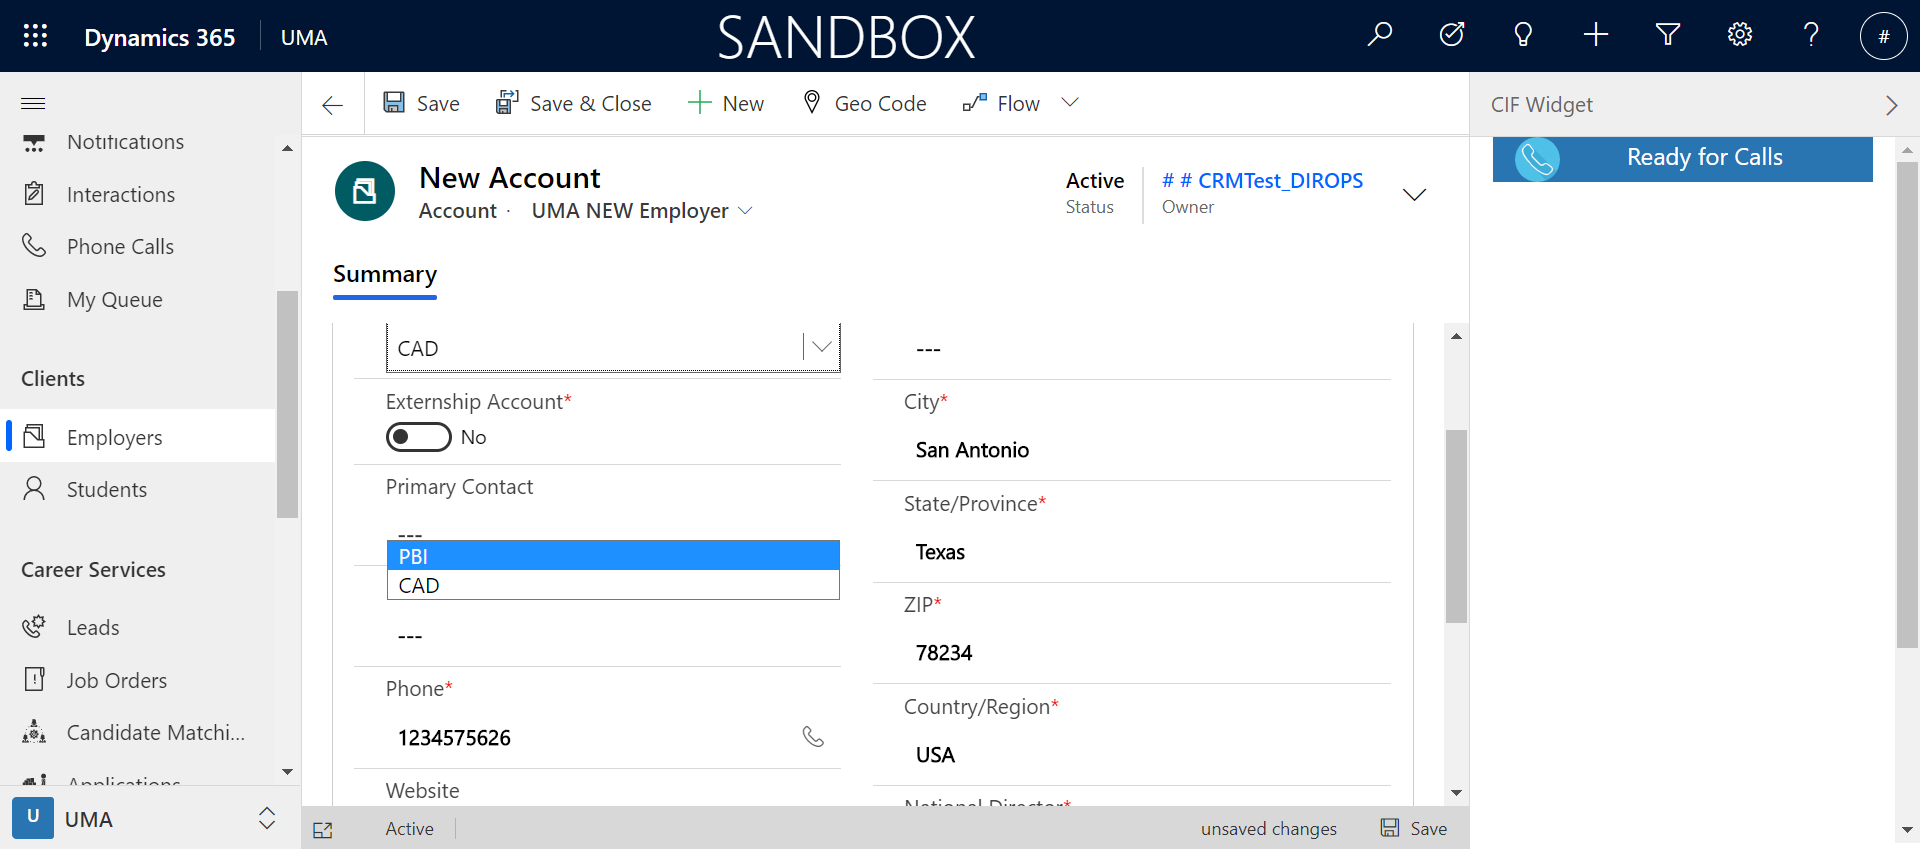 Dynamics 365
UMA
SANDBOX
#
Save
Save & Close
New
Geo Code
Flow
CIF Widget
Ready for Calls
Notifications
Interactions
Phone Calls
My Queue
Clients
Employers
Students
Career Services
Leads
Job Orders
Candidate Matchi...
Applications
U
UMA
New Account
Account · UMA NEW Employer
Active
Status
# # CRMTest_DIROPS
Owner
Summary
CAD
Externship Account*
No
Primary Contact
---
PBI
CAD
---
Phone*
1234575626
Website
---
City*
San Antonio
State/Province*
Texas
ZIP*
78234
Country/Region*
USA
National Director*
Active
unsaved changes
Save